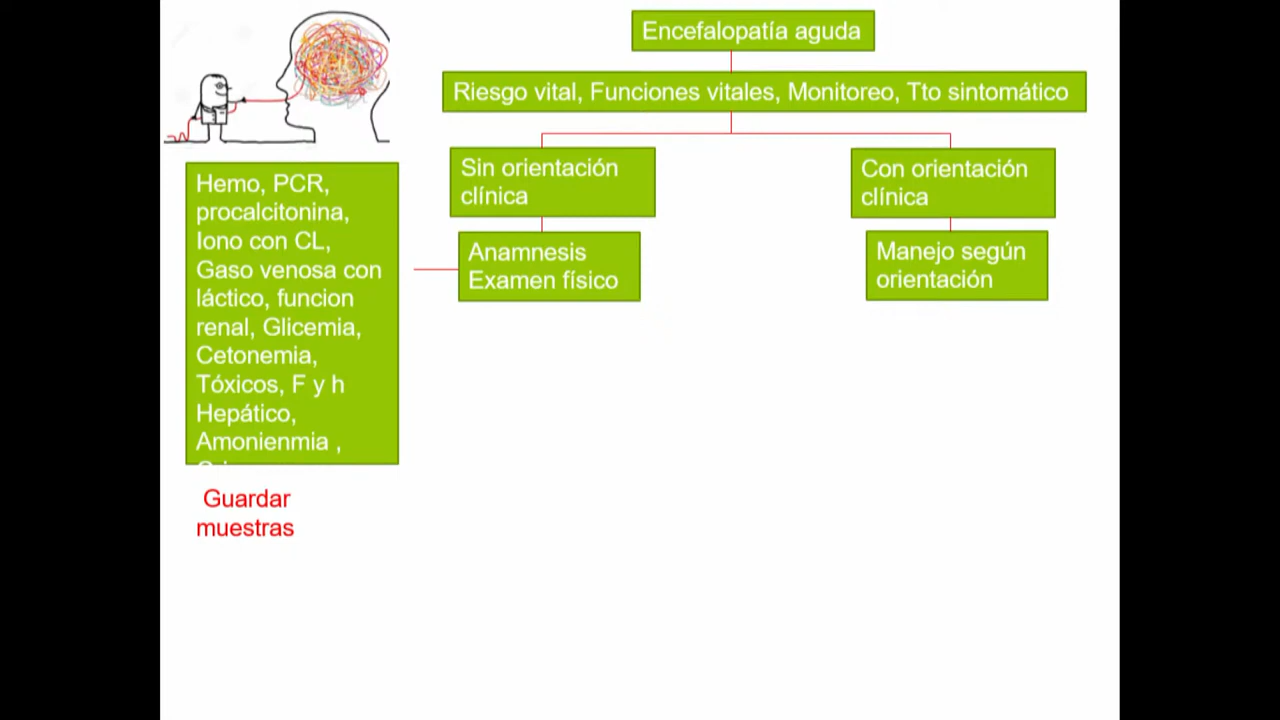 Encefalopatía aguda
Riesgo vital, Funciones vitales, Monitoreo, Tto sintomático
Sin orientación
clínica
Con orientación
clínica
Anamnesis
Examen físico
Manejo según
orientación
Hemo, PCR,
procalcitonina,
Iono con CL,
Gaso venosa con
láctico, funcion
renal, Glicemia,
Cetonemia,
Tóxicos, F y h
Hepático,
Amonienmia ,
Guardar
muestras